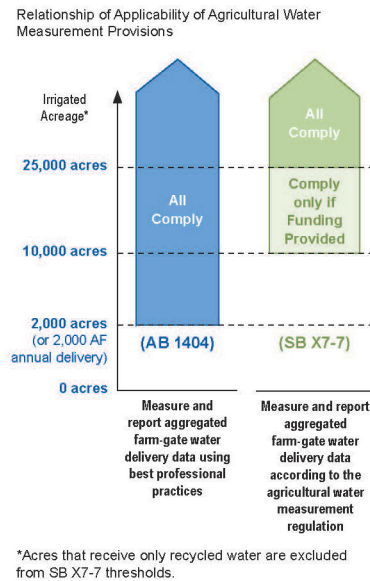 Relationship of Applicability of Agricultural Water
Measurement Provisions
Irrigated
Acreage*
25,000 acres
10,000 acres
2,000 acres
(or 2,000 AF
annual delivery)
0 acres
All
Comply
(AB 1404)
All
Comply
Comply
only if
Funding
Provided
(SB X7-7)
Measure and
report aggregated
farm-gate water
delivery data using
best professional
practices
Measure and report
aggregated
farm-gate water
delivery data
according to the
agricultural water
measurement
regulation
*Acres that receive only recycled water are excluded
from SB X7-7 thresholds.